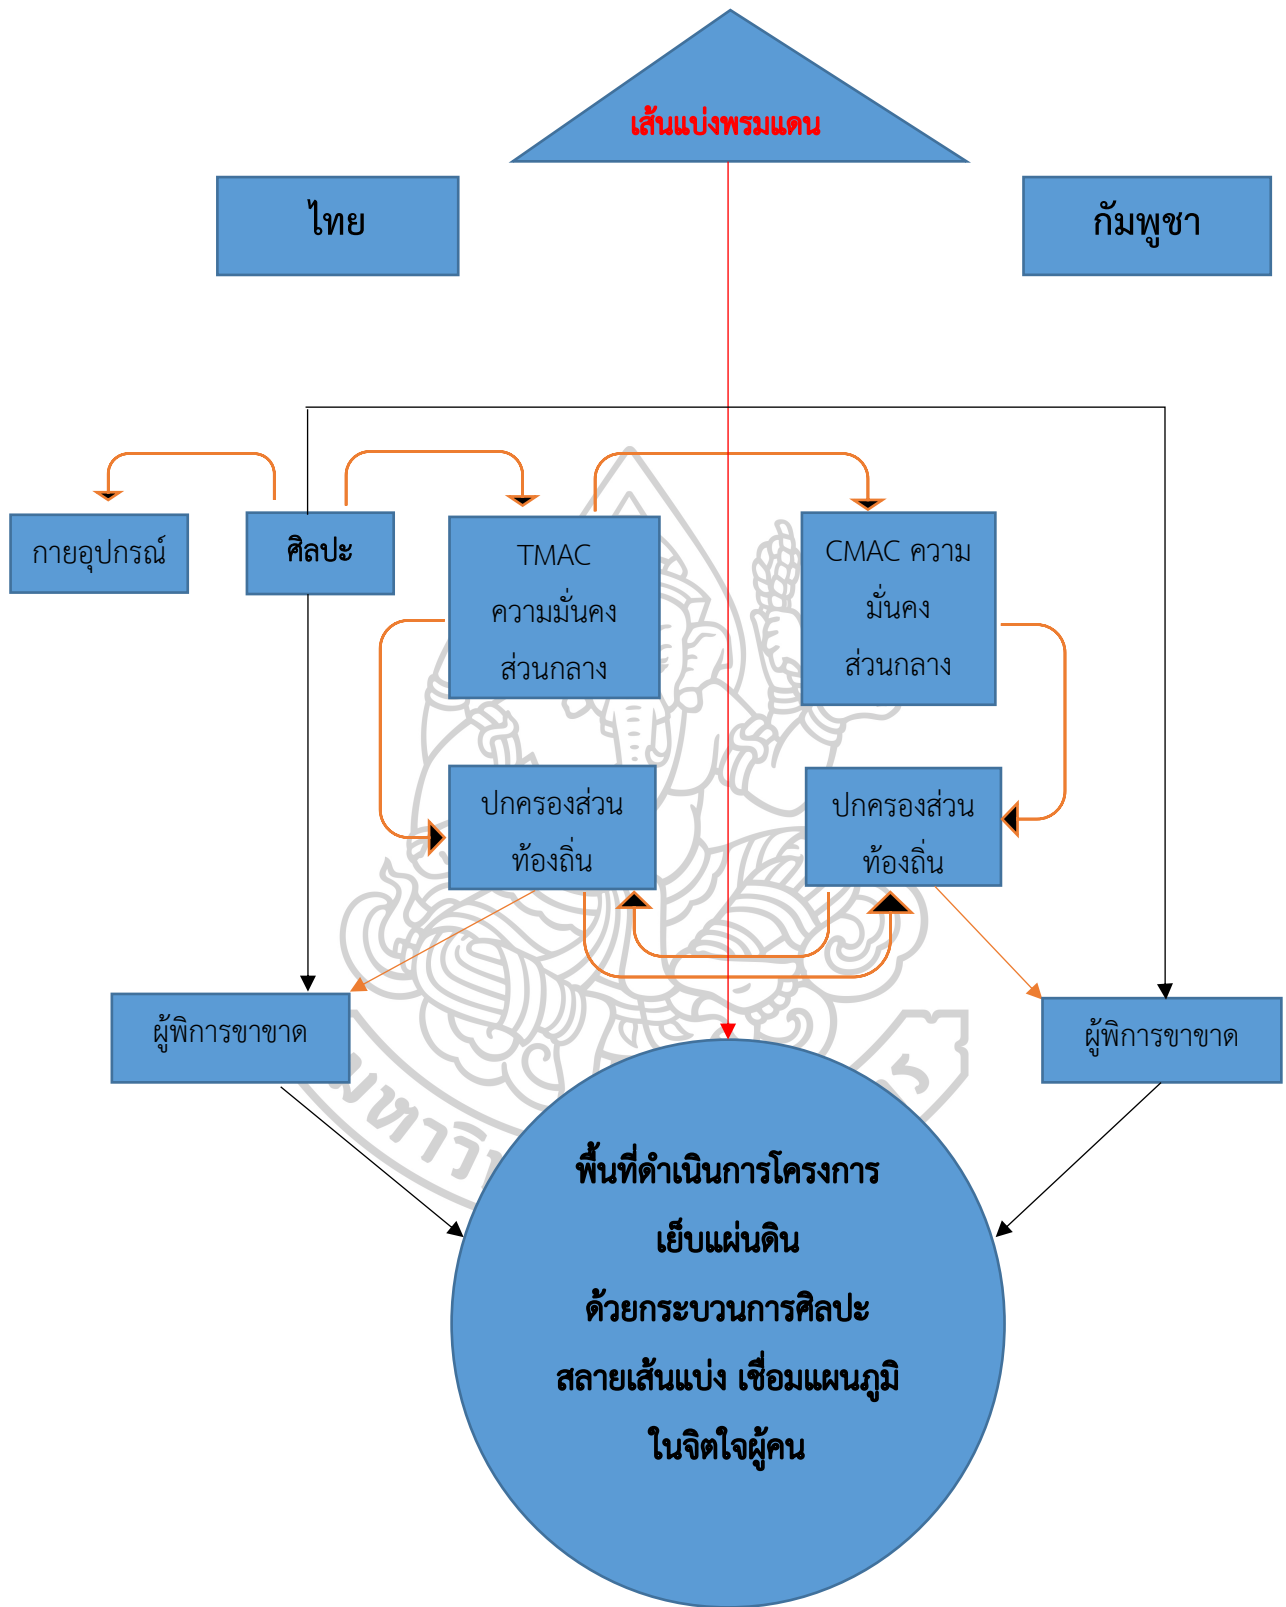 เส้นแบ่งพรมแดน
ไทย
กัมพูชา
กายอุปกรณ์
ศิลปะ
TMAC
ความมั่นคง
ส่วนกลาง
CMAC ความ
มั่นคง
ส่วนกลาง
ปกครองส่วน
ท้องถิ่น
ปกครองส่วน
ท้องถิ่น
ผู้พิการขาขาด
ผู้พิการขาขาด
พื้นที่ดำเนินการโครงการ
เย็บแผ่นดิน
ด้วยกระบวนการศิลปะ
สลายเส้นแบ่ง เชื่อมแผนภูมิ
ในจิตใจผู้คน